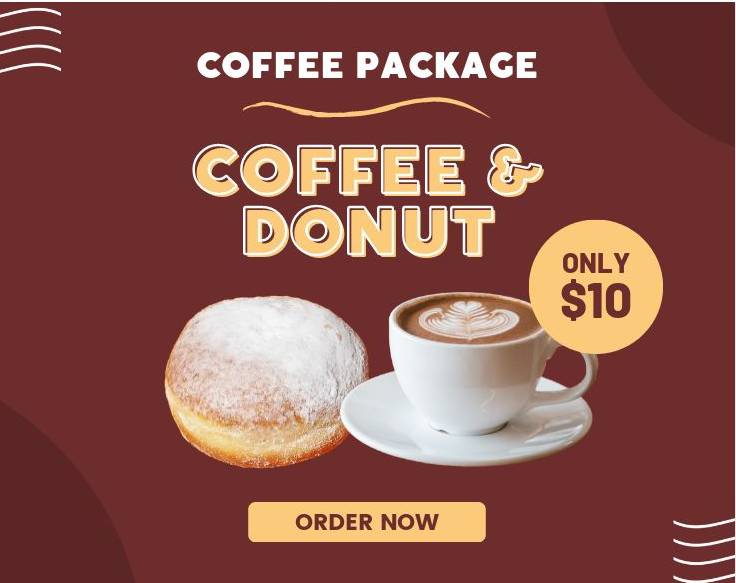 COFFEE PACKAGE
COFFEE &
DONUT
ONLY
$10
ORDER NOW